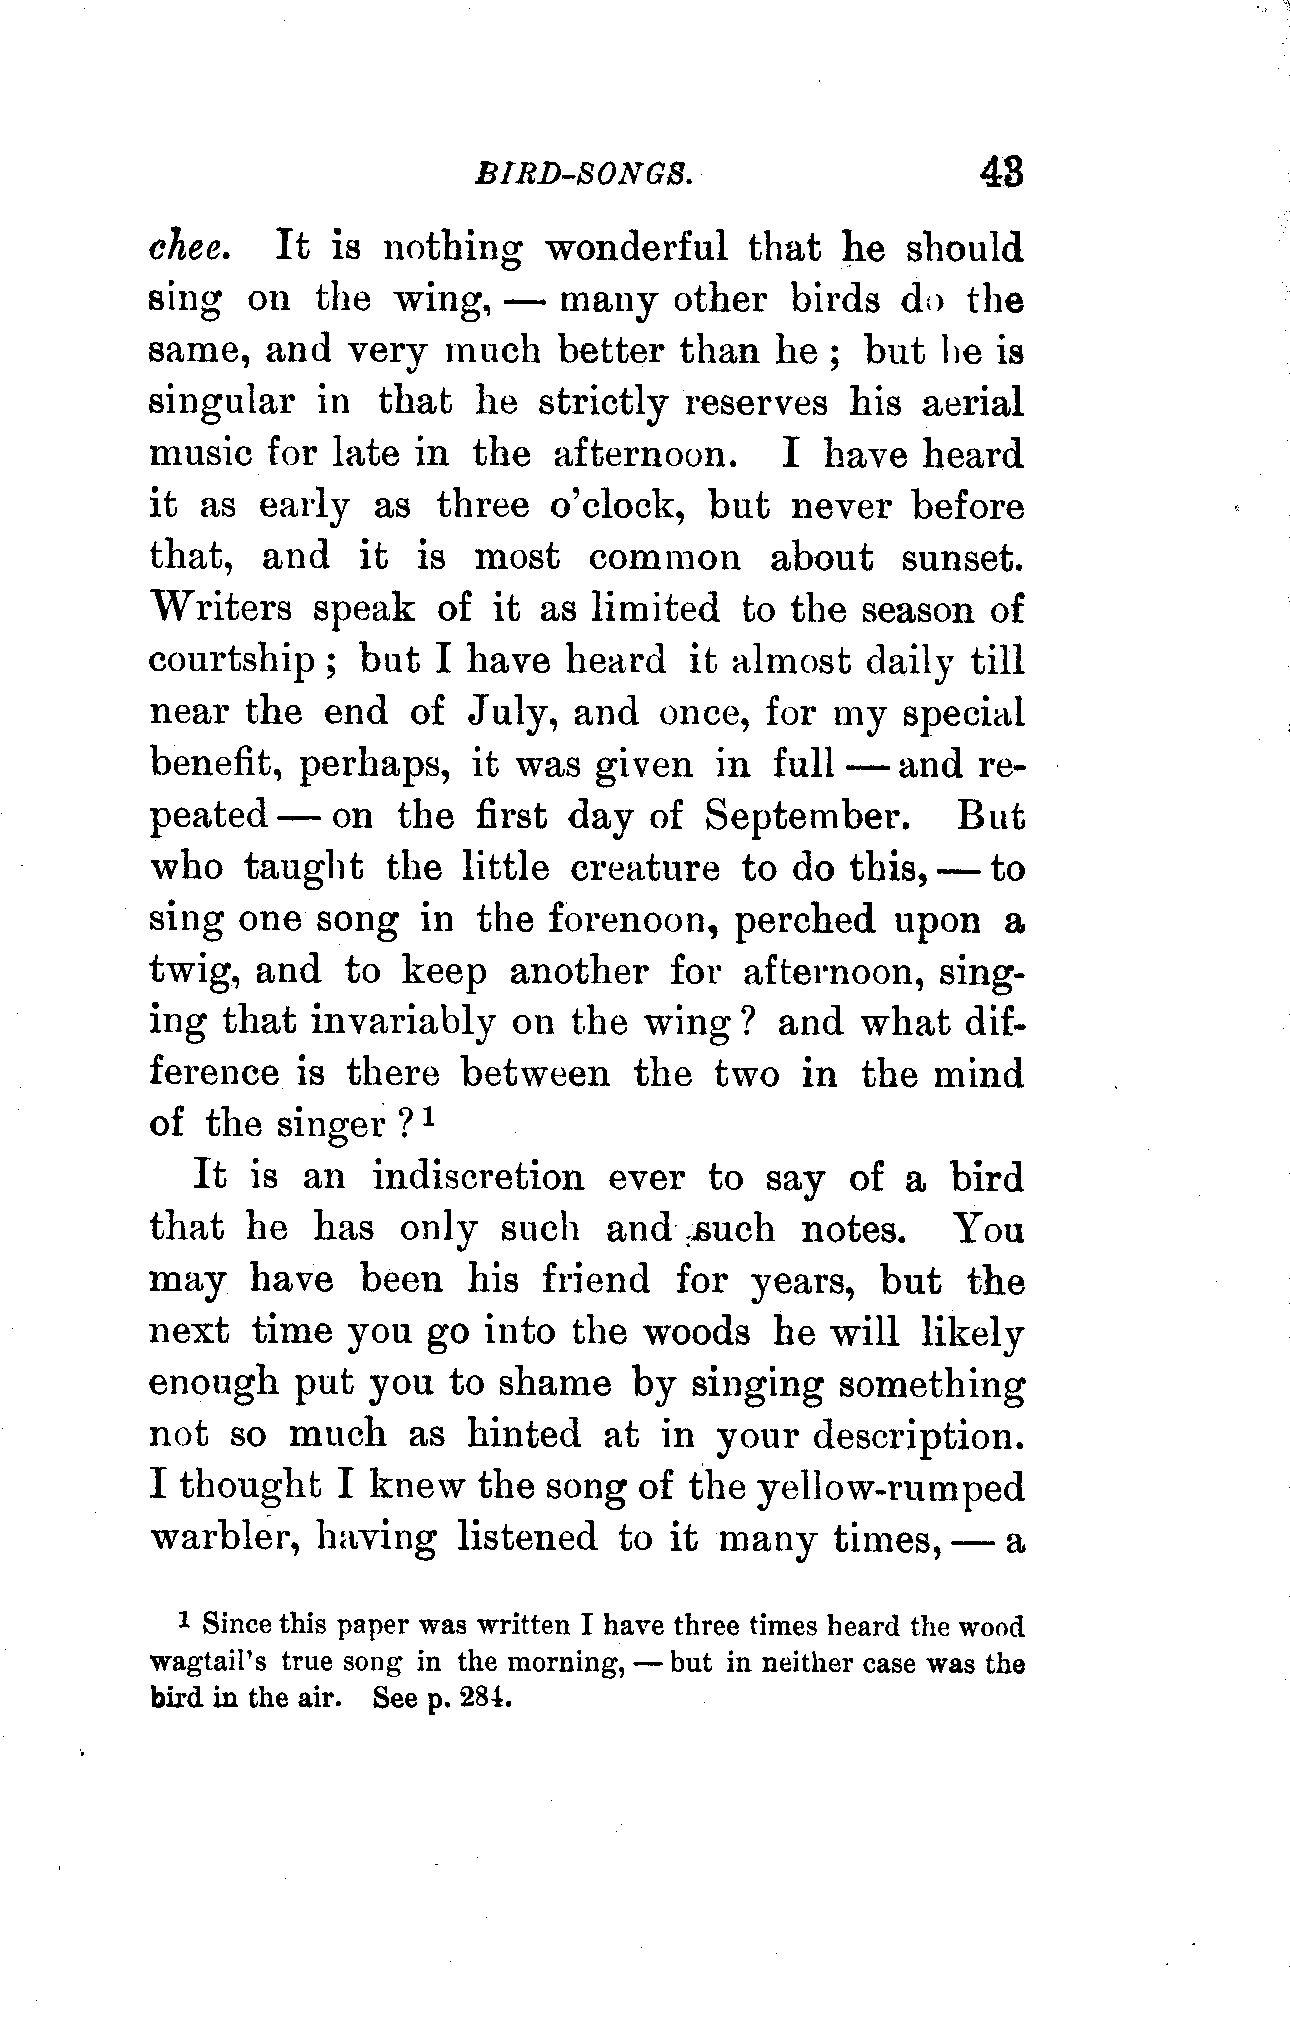 BIRD-SONGS. 43
chee. It is nothing wonderful that he should
sing on the wing, — many other birds do the
same, and very much better than he ; but he is
singular in that he strictly reserves his aerial
music for late in the afternoon. I have heard
it as early as three o'clock, but never before
that, and it is most common about sunset.
Writers speak of it as limited to the season of
courtship ; but I have heard it almost daily till
near the end of July, and once, for my special
benefit, perhaps, it was given in full — and re-
peated — on the first day of September. But
who taught the little creature to do this, — to
sing one song in the forenoon, perched upon a
twig, and to keep another for afternoon, sing-
ing that invariably on the wing ? and what dif-
ference is there between the two in the mind
of the singer ? 1
It is an indiscretion ever to say of a bird
that he has only such and such notes. You
may have been his friend for years, but the
next time you go into the woods he will likely
enough put you to shame by singing something
not so much as hinted at in your description.
I thought I knew the song of the yellow-rumped
warbler, having listened to it many times, — a
1 Since this paper was written I have three times heard the wood
wagtail's true song in the morning, — but in neither case was the
bird in the air. See p. 284.